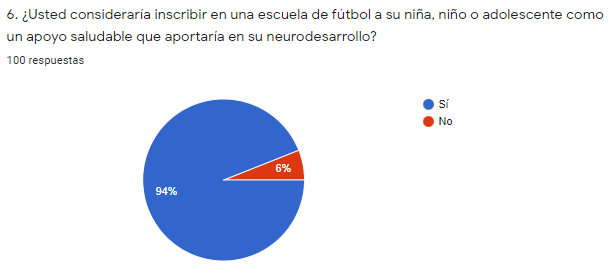 6. ¿Usted consideraría inscribir en una escuela de fútbol a su niña, niño o adolescente como
un apoyo saludable que aportaría en su neurodesarrollo?
100 respuestas
Sí
No
6%
94%